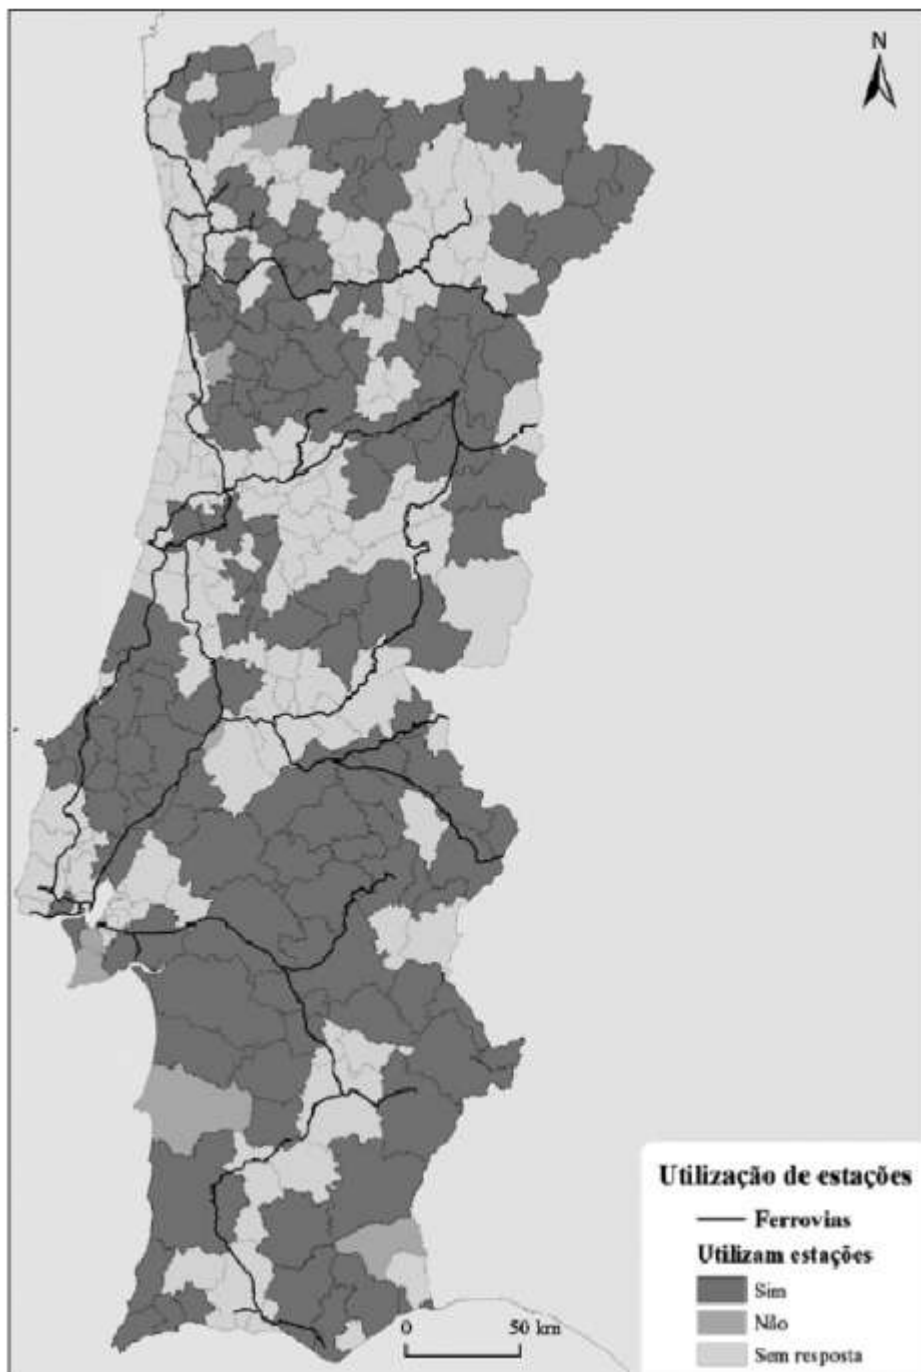 N
Utilização de estações
Ferrovias
Utilizam estações
Sim
Não
Sem resposta
0 50 km